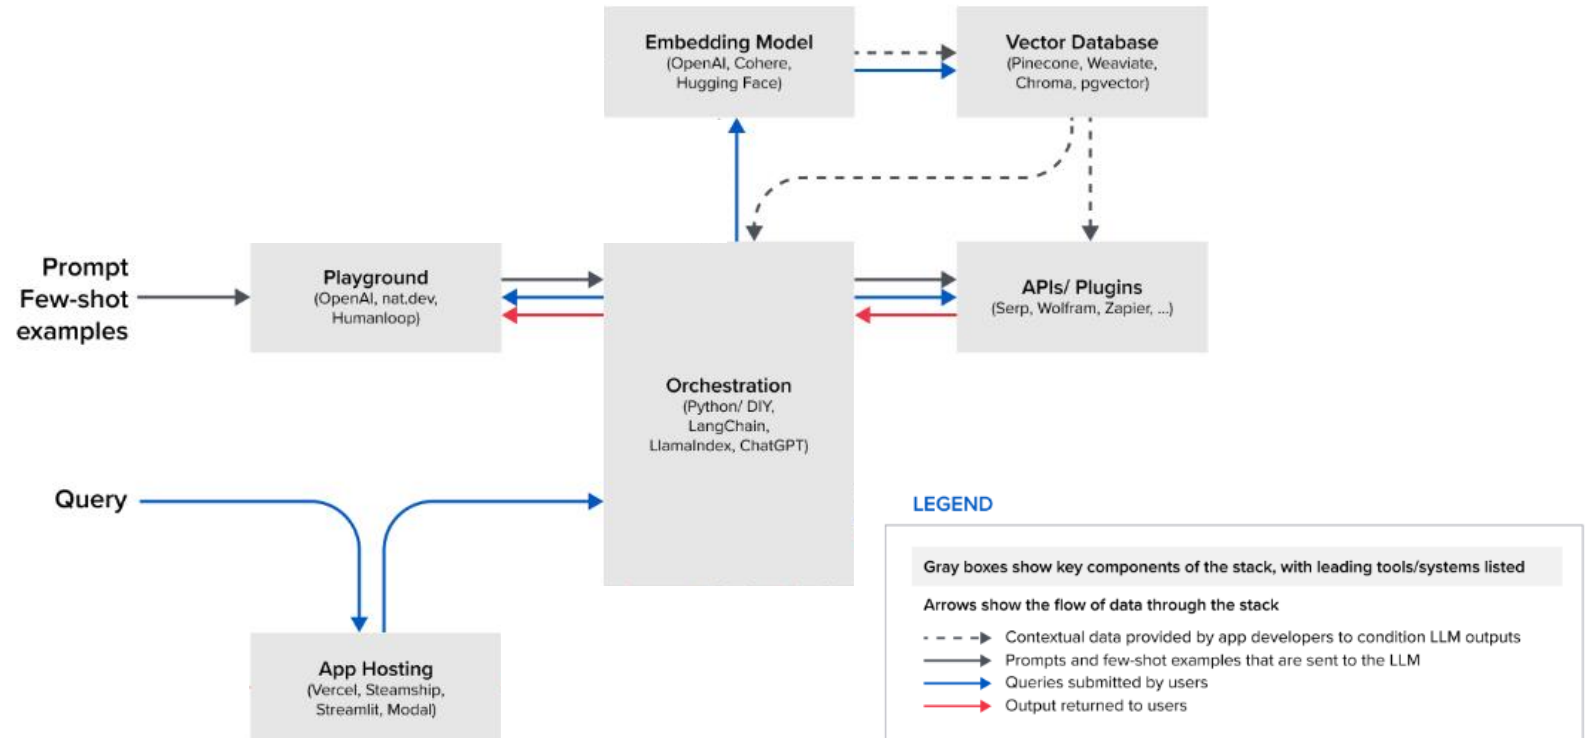 Embedding Model
(OpenAI, Cohere,
Hugging Face)
Vector Database
(Pinecone, Weaviate,
Chroma, pgvector)
Prompt
Few-shot
examples
Playground
(OpenAI, nat.dev,
Humanloop)
APIs/ Plugins
(Serp, Wolfram, Zapier, ...)
Orchestration
(Python/ DIY,
LangChain,
LlamaIndex, ChatGPT)
Query
App Hosting
(Vercel, Steamship,
Streamlit, Modal)
LEGEND
Gray boxes show key components of the stack, with leading tools/systems listed
Arrows show the flow of data through the stack
Contextual data provided by app developers to condition LLM outputs
Prompts and few-shot examples that are sent to the LLM
Queries submitted by users
Output returned to users